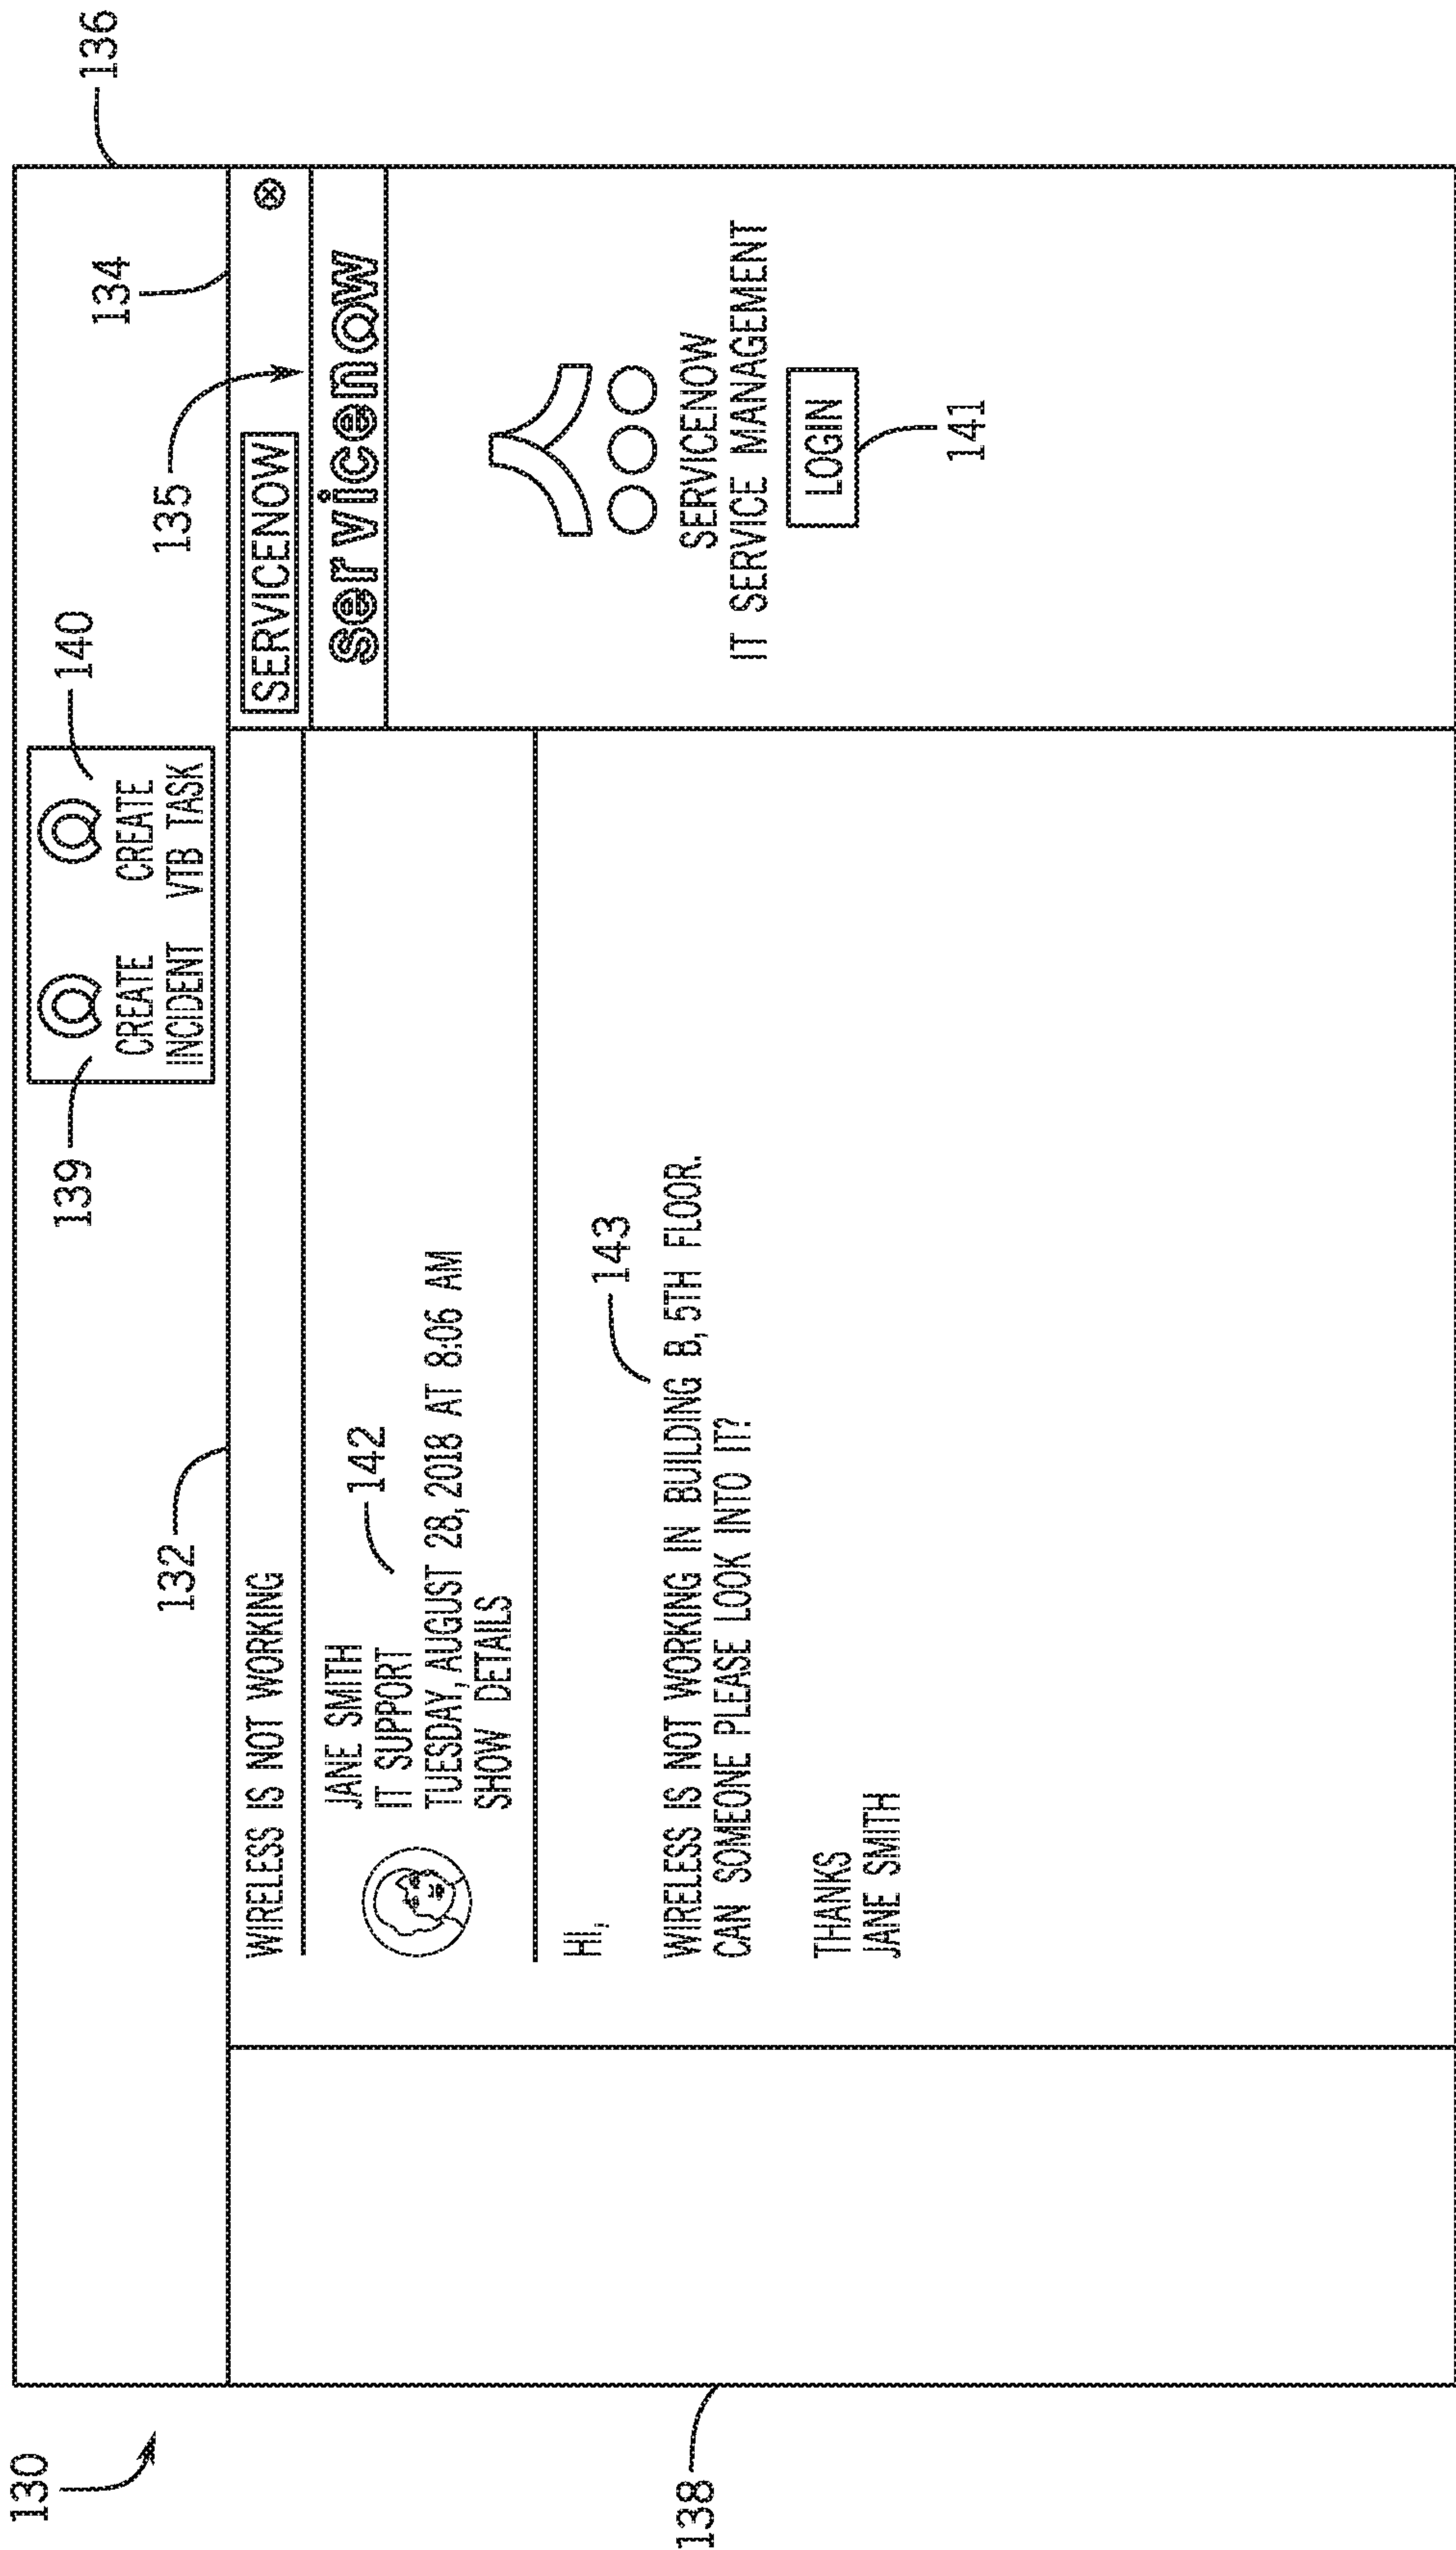 130
136
139
140
CREATE INCIDENT
CREATE VTB TASK
132
135
134
WIRELESS IS NOT WORKING
SERVICENOW
servicenow
JANE SMITH
IT SUPPORT
142
TUESDAY, AUGUST 28, 2018 AT 8:06 AM
SHOW DETAILS
HI,
143
WIRELESS IS NOT WORKING IN BUILDING B, 5TH FLOOR.
CAN SOMEONE PLEASE LOOK INTO IT?
THANKS
JANE SMITH
SERVICENOW
IT SERVICE MANAGEMENT
LOGIN
141
138